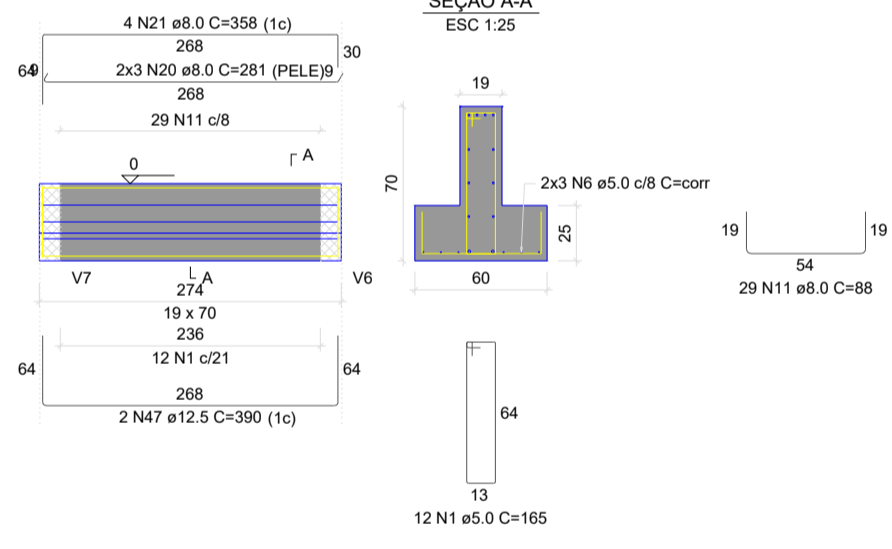 4 N21 ø8.0 C=358 (1c)
268
30
64
9
2x3 N20 ø8.0 C=281 (PELE)
9
268
29 N11 c/8
0
A
V7
A
V6
274
19 x 70
236
12 N1 c/21
64
64
268
2 N47 ø12.5 C=390 (1c)
SEÇÃO A-A
ESC 1:25
19
70
2x3 N6 ø5.0 c/8 C=corr
25
60
64
13
12 N1 ø5.0 C=165
19
19
54
29 N11 ø8.0 C=88